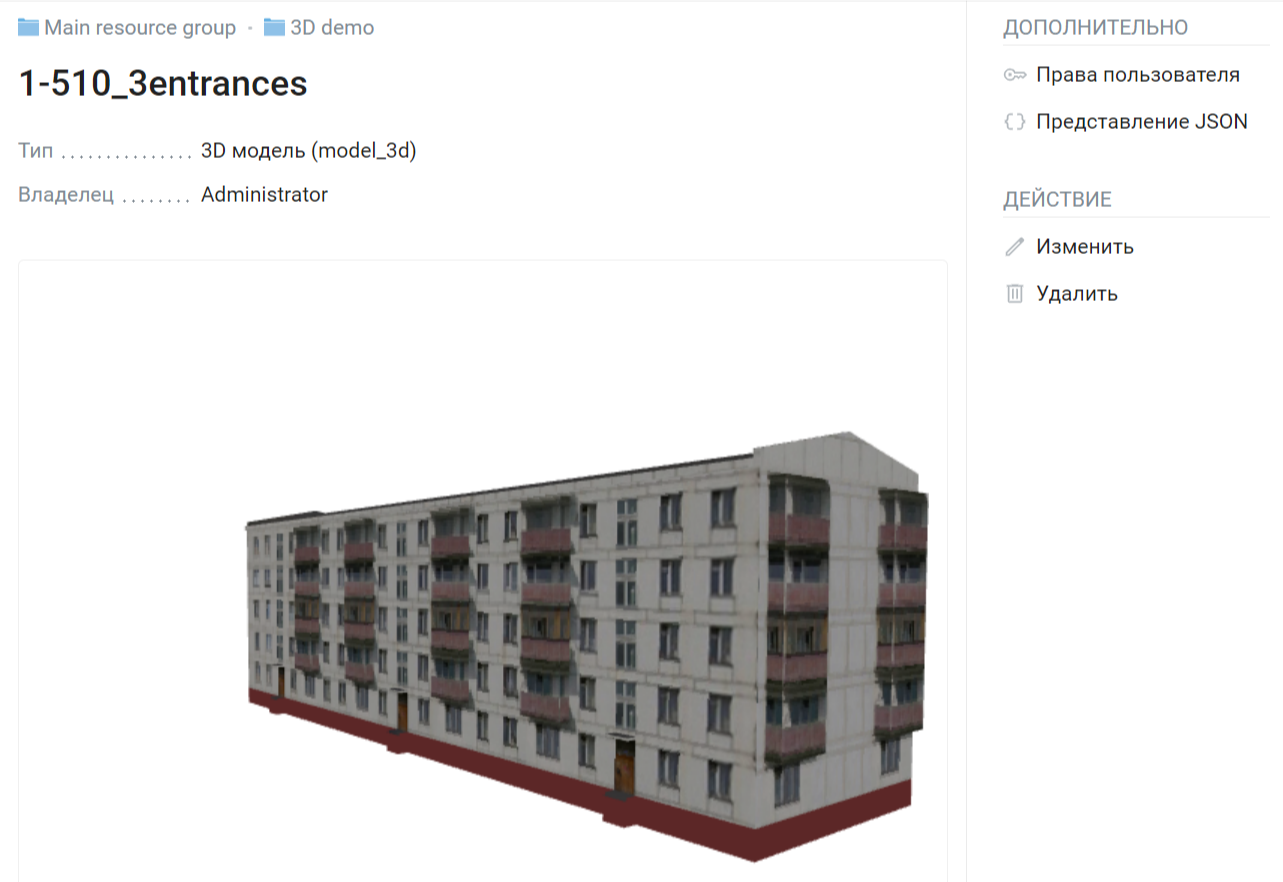 Main resource group • 3D demo
1-510_3entrances
Тип ............... 3D модель (model_3d)
Владелец ........ Administrator
ДОПОЛНИТЕЛЬНО
Права пользователя
Представление JSON
ДЕЙСТВИЕ
Изменить
Удалить